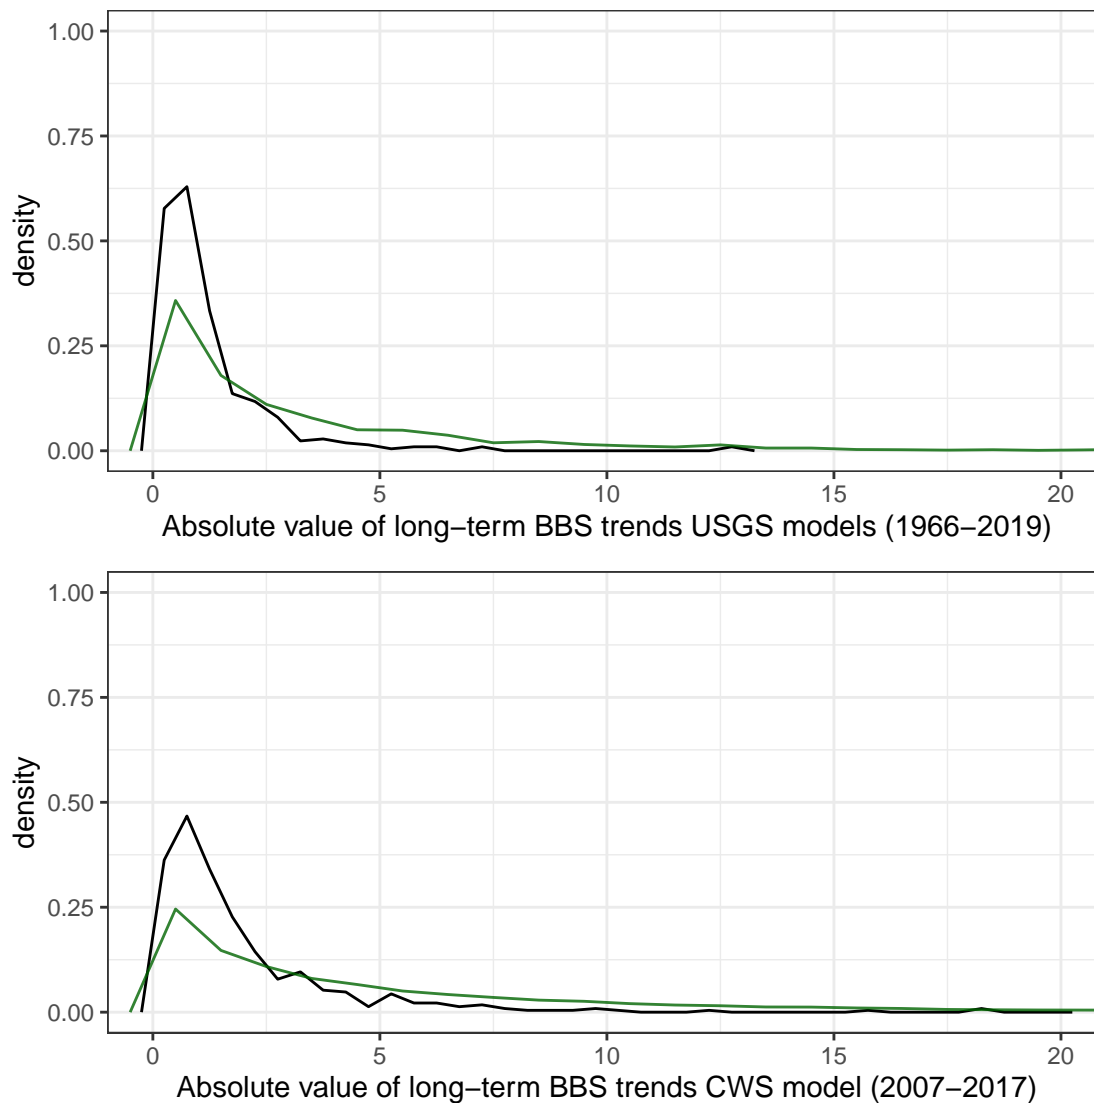 1.00
0.75
0.50
0.25
0.00
density
0 5 10 15 20
Absolute value of long−term BBS trends USGS models (1966−2019)
1.00
0.75
0.50
0.25
0.00
density
0 5 10 15 20
Absolute value of long−term BBS trends CWS model (2007−2017)